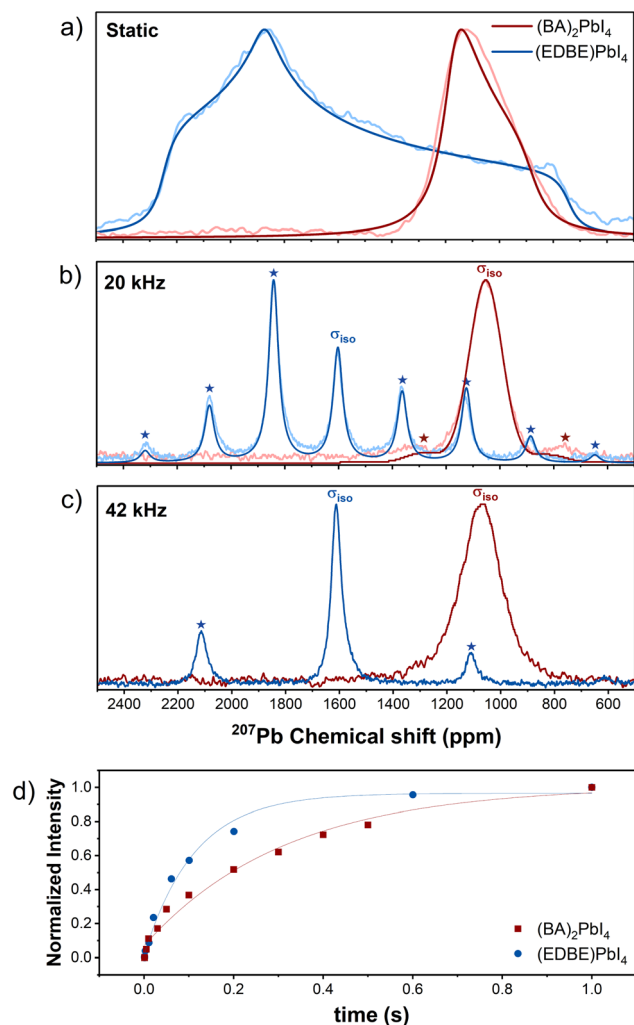 a)
Static
(BA)₂PbI₄
(EDBE)PbI₄
b)
20 kHz
σiso
σiso
c)
42 kHz
σiso
σiso
2400 2200 2000 1800 1600 1400 1200 1000 800 600
²⁰⁷Pb Chemical shift (ppm)
d)
Normalized Intensity
1.0
0.8
0.6
0.4
0.2
0.0
(BA)₂PbI₄
(EDBE)PbI₄
0.0 0.2 0.4 0.6 0.8 1.0
time (s)